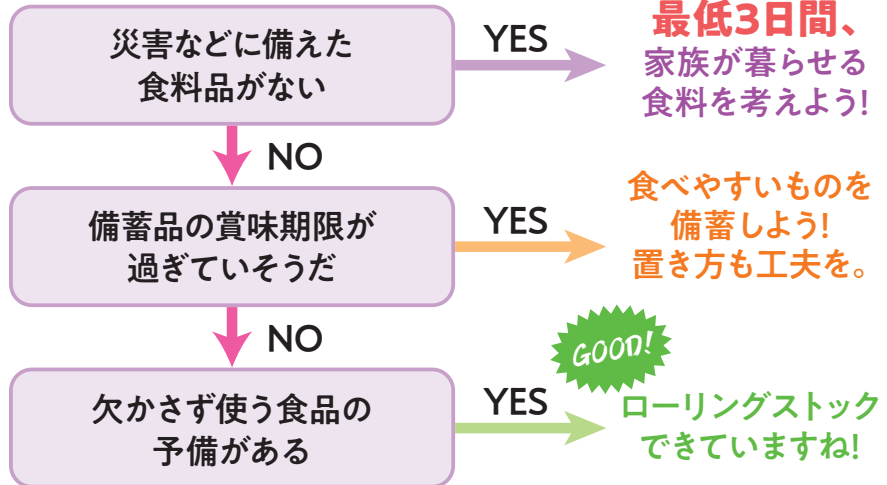 災害などに備えた
食料品がない
YES
最低3日間、
家族が暮らせる
食料を考えよう!
NO
備蓄品の賞味期限が
過ぎていそうだ
YES
食べやすいものを
備蓄しよう!
置き方も工夫を。
NO
欠かさず使う食品の
予備がある
YES
GOOD!
ローリングストック
できていますね!